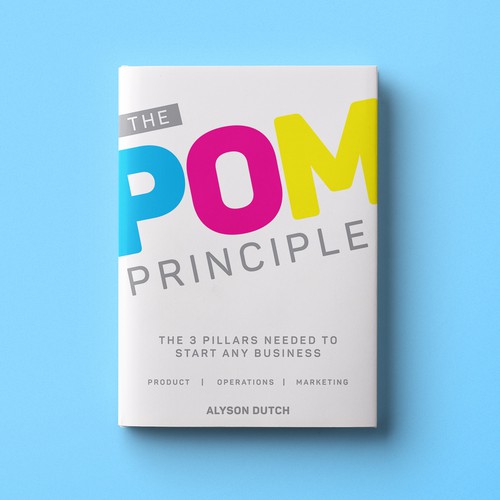 THE
POM
PRINCIPLE
THE 3 PILLARS NEEDED TO
START ANY BUSINESS
PRODUCT | OPERATIONS | MARKETING
ALYSON DUTCH